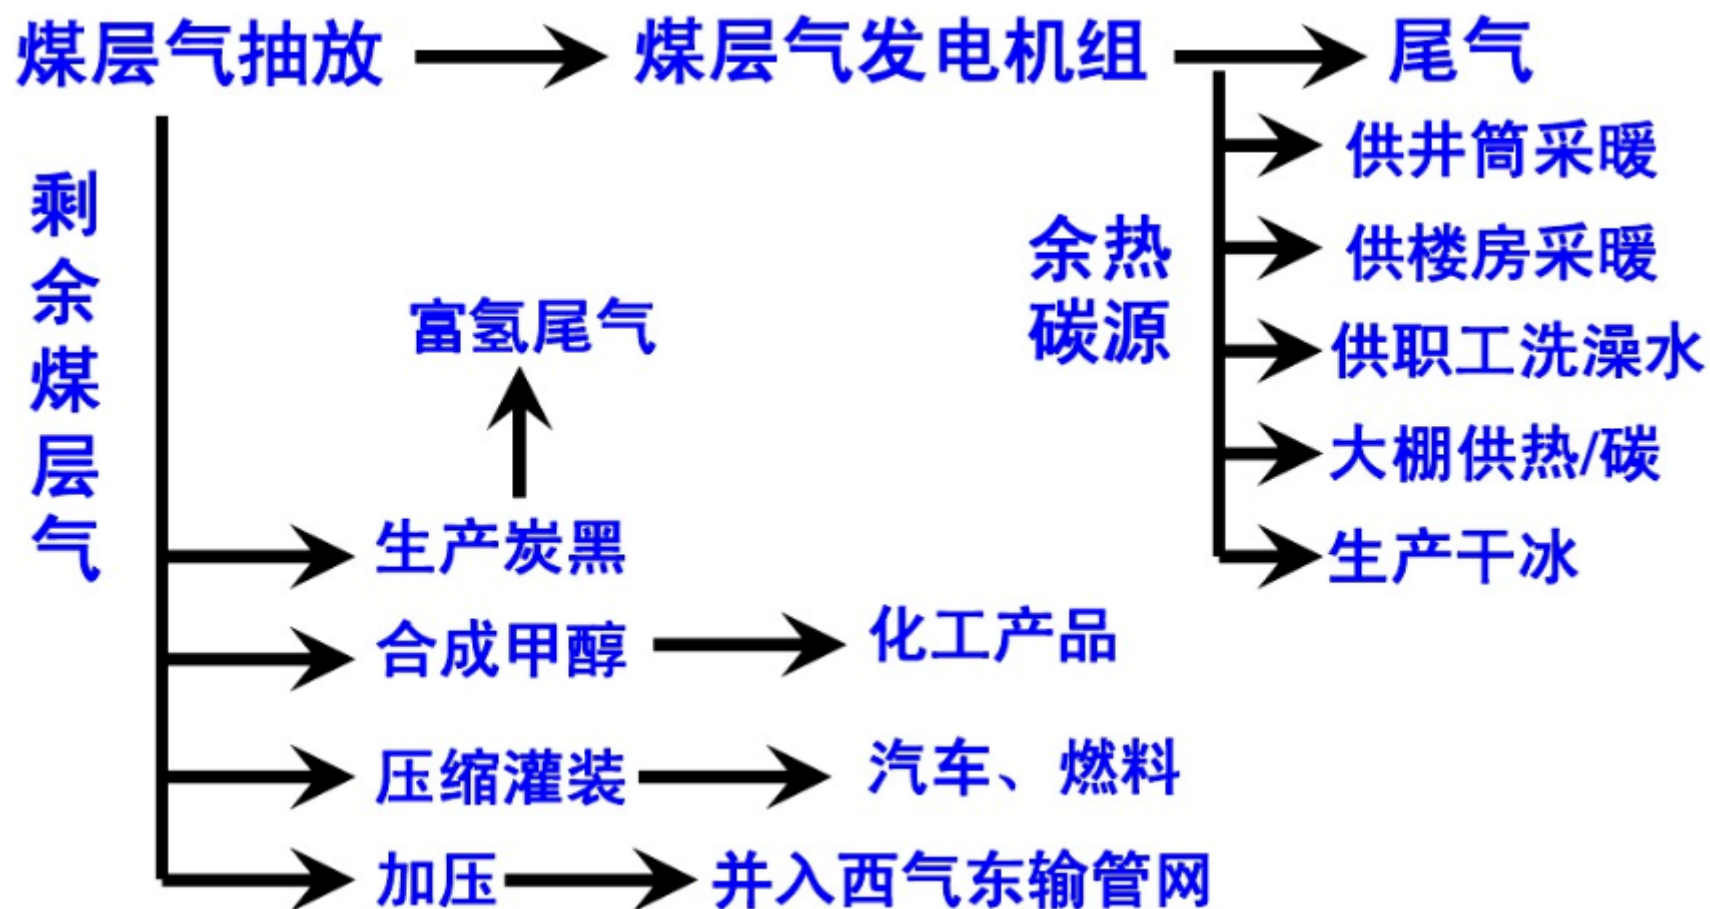 煤层气抽放
煤层气发电机组
尾气
剩余煤层气
余热
碳源
供井筒采暖
供楼房采暖
供职工洗澡水
大棚供热/碳
生产干冰
富氢尾气
生产炭黑
合成甲醇
化工产品
压缩灌装
汽车、燃料
加压
并入西气东输管网